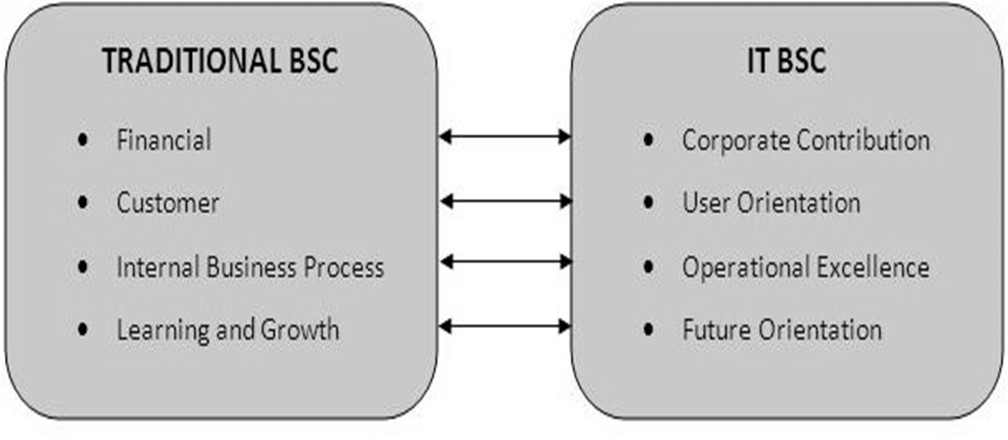 TRADITIONAL BSC
• Financial
• Customer
• Internal Business Process
• Learning and Growth
IT BSC
• Corporate Contribution
• User Orientation
• Operational Excellence
• Future Orientation